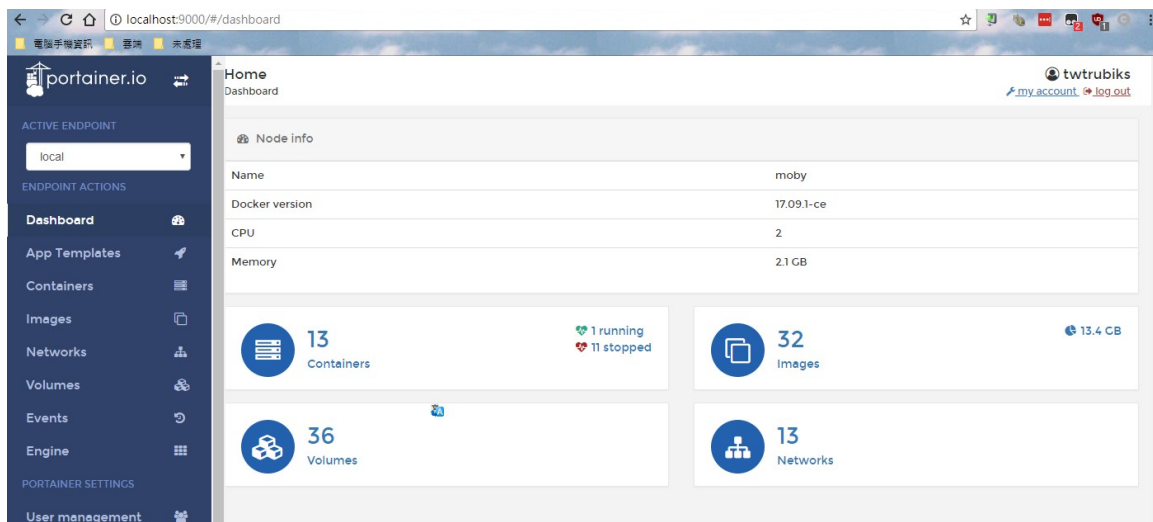 localhost:9000/#/dashboard
電腦手機資訊 雲端 未處理
portainer.io
ACTIVE ENDPOINT
local
ENDPOINT ACTIONS
Dashboard
App Templates
Containers
Images
Networks
Volumes
Events
Engine
PORTAINER SETTINGS
User management
Home
Dashboard
twtrubiks
my account log out
Node info
Name moby
Docker version 17.09.1-ce
CPU 2
Memory 2.1 GB
13
Containers
1 running
11 stopped
32
Images
13.4 GB
36
Volumes
13
Networks